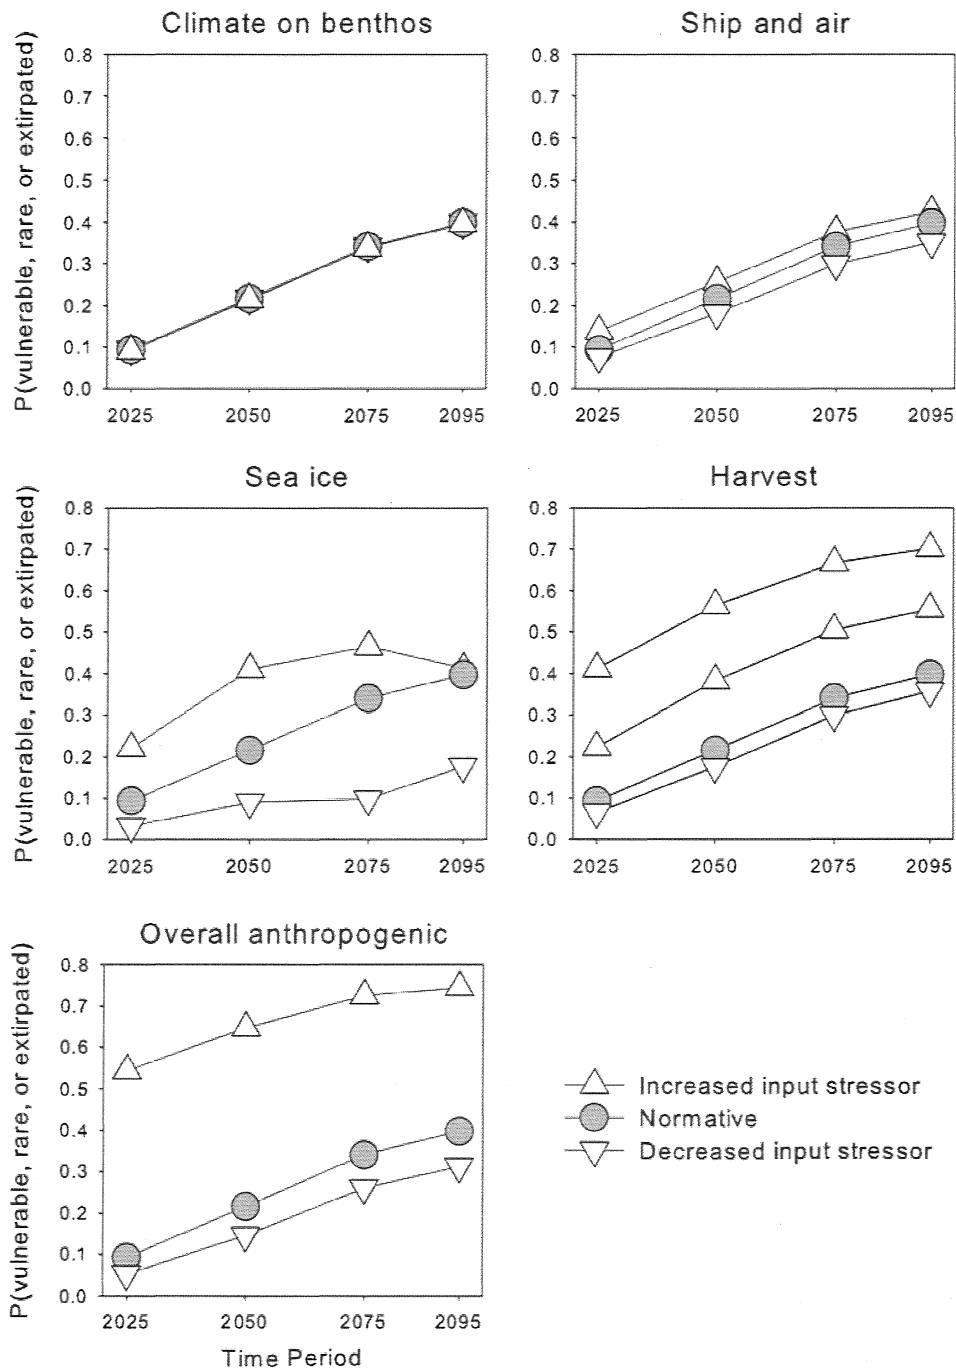 Climate on benthos
Ship and air
P(vulnerable, rare, or extirpated)
0.8
0.7
0.6
0.5
0.4
0.3
0.2
0.1
0.0
2025 2050 2075 2095
0.8
0.7
0.6
0.5
0.4
0.3
0.2
0.1
0.0
2025 2050 2075 2095
Sea ice
Harvest
P(vulnerable, rare, or extirpated)
0.8
0.7
0.6
0.5
0.4
0.3
0.2
0.1
0.0
2025 2050 2075 2095
0.8
0.7
0.6
0.5
0.4
0.3
0.2
0.1
0.0
2025 2050 2075 2095
Overall anthropogenic
P(vulnerable, rare, or extirpated)
0.8
0.7
0.6
0.5
0.4
0.3
0.2
0.1
0.0
2025 2050 2075 2095
Time Period
Increased input stressor
Normative
Decreased input stressor